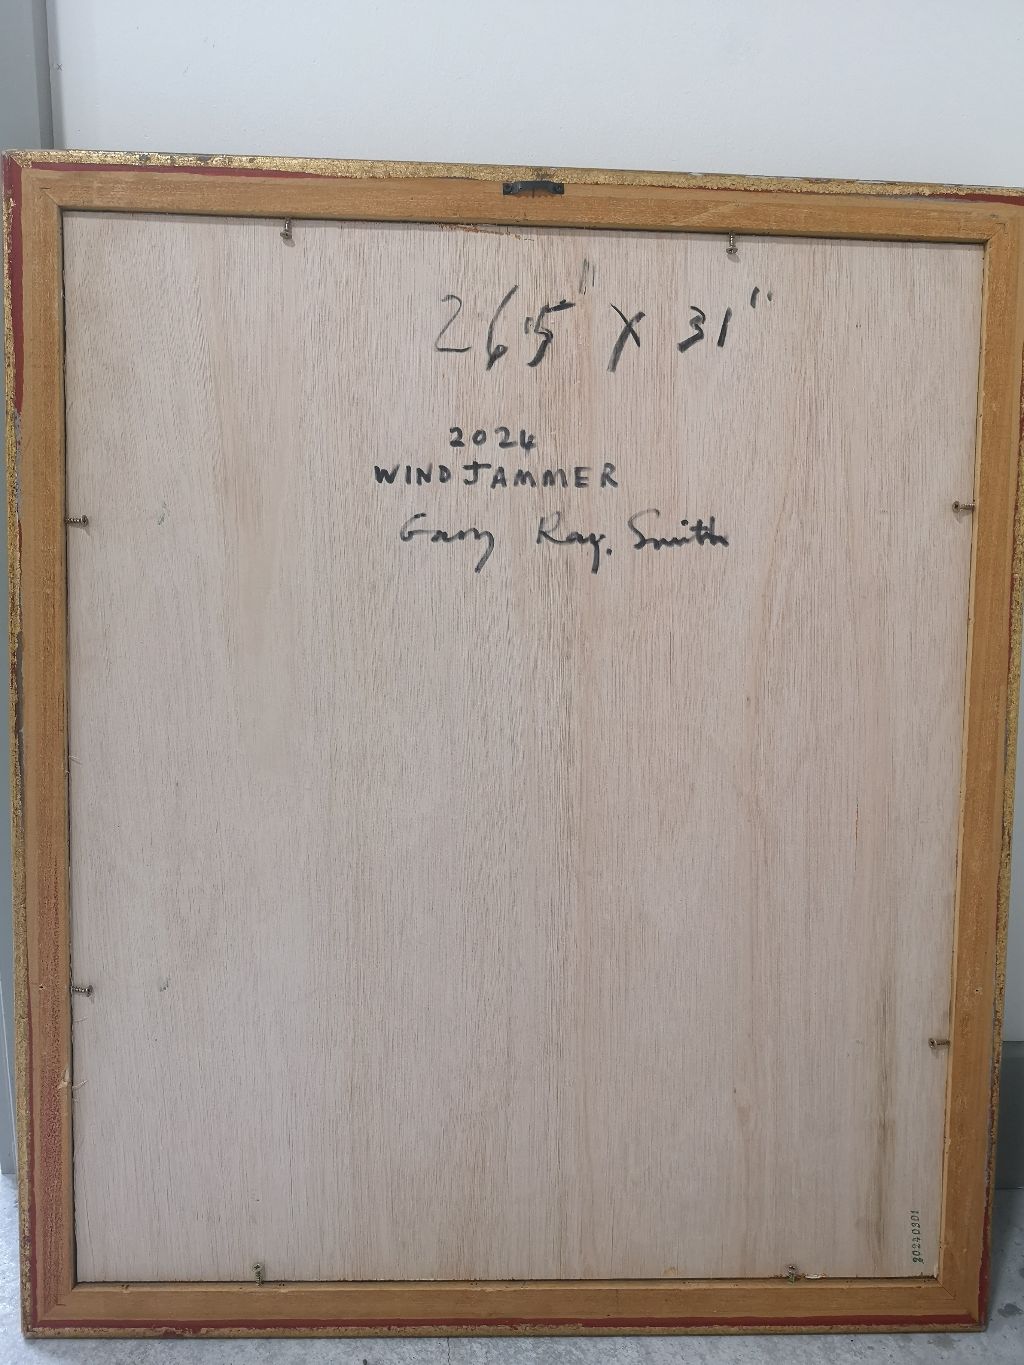 26.5" x 31"
2024
WINDJAMMER
Gary Ray. Smith
20240301